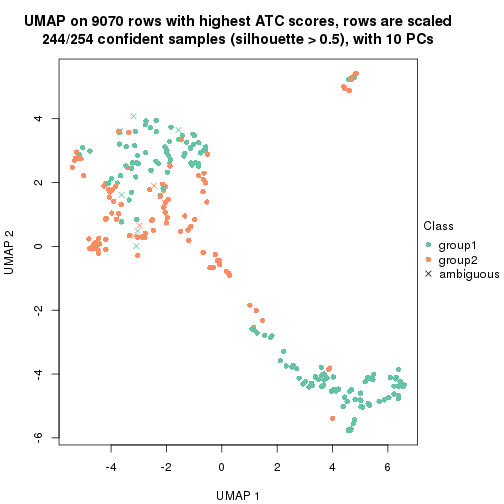 UMAP on 9070 rows with highest ATC scores, rows are scaled
244/254 confident samples (silhouette > 0.5), with 10 PCs
4
2
0
-2
-4
-6
UMAP 2
-4
-2
0
2
4
6
UMAP 1
Class
group1
group2
ambiguous